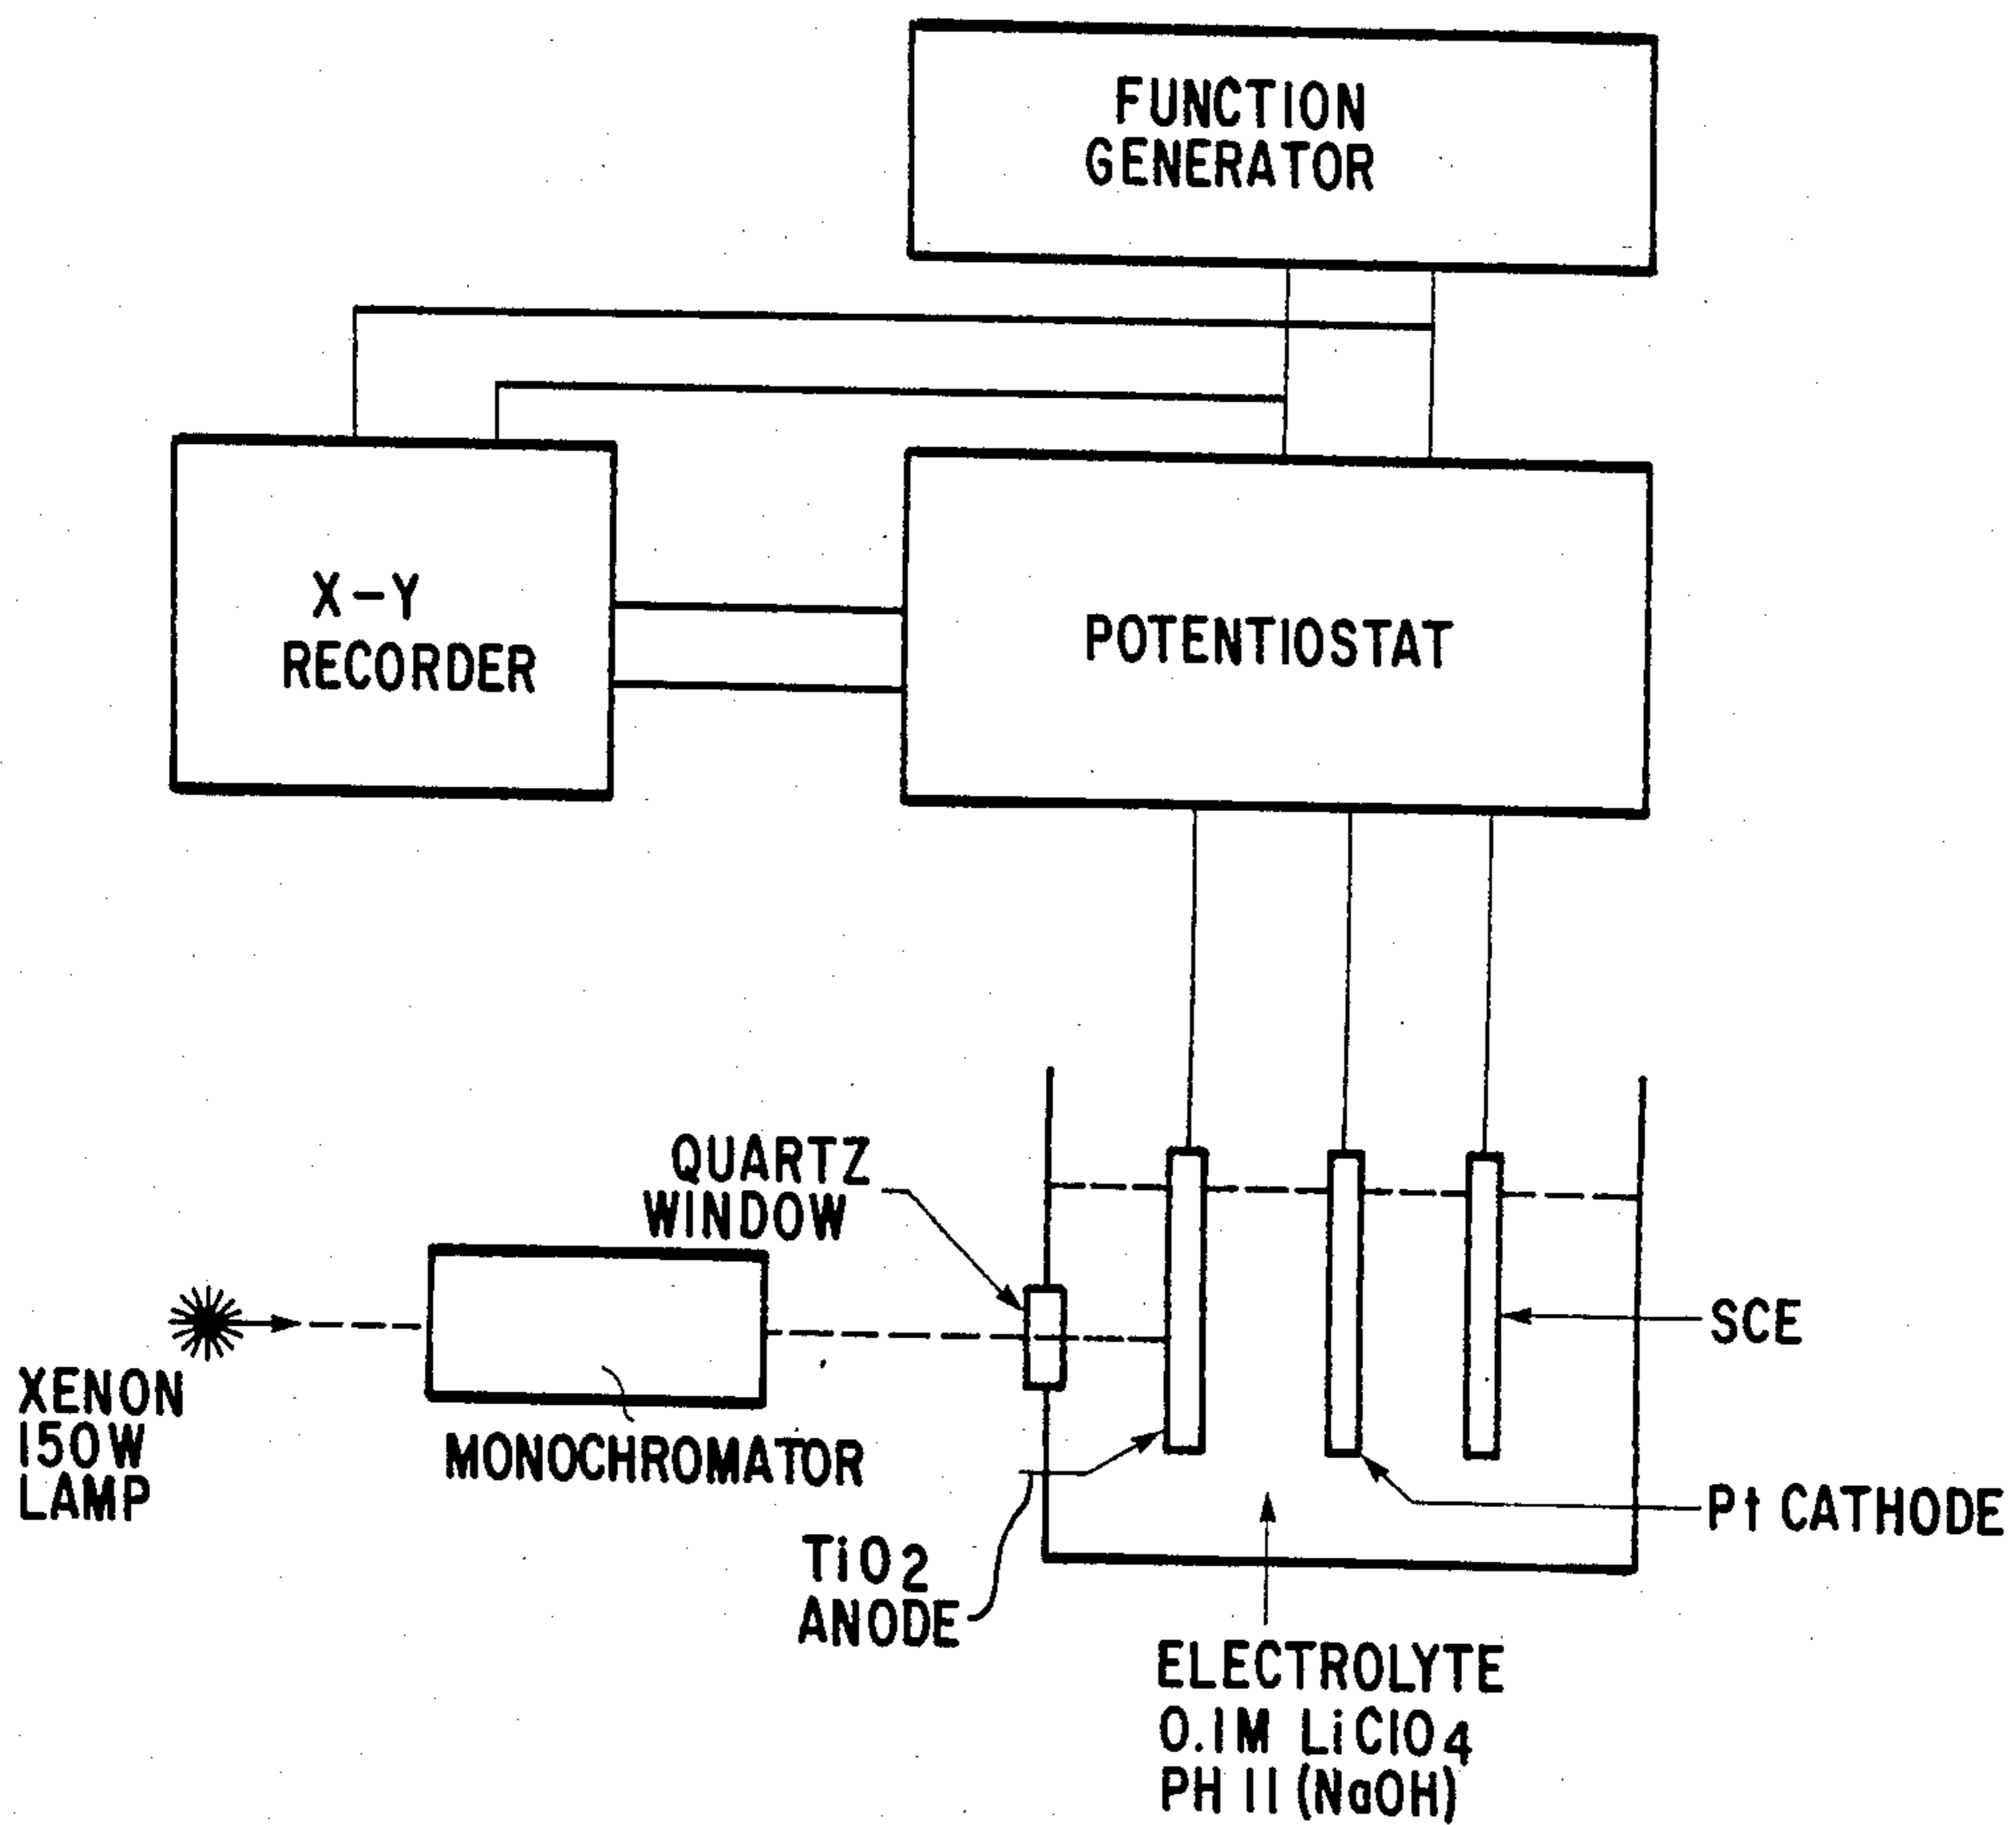 FUNCTION
GENERATOR
X-Y
RECORDER
POTENTIOSTAT
QUARTZ
WINDOW
XENON
150W
LAMP
MONOCHROMATOR
SCE
Pt CATHODE
TiO2
ANODE
ELECTROLYTE
0.1M LiClO4
PH 11 (NaOH)